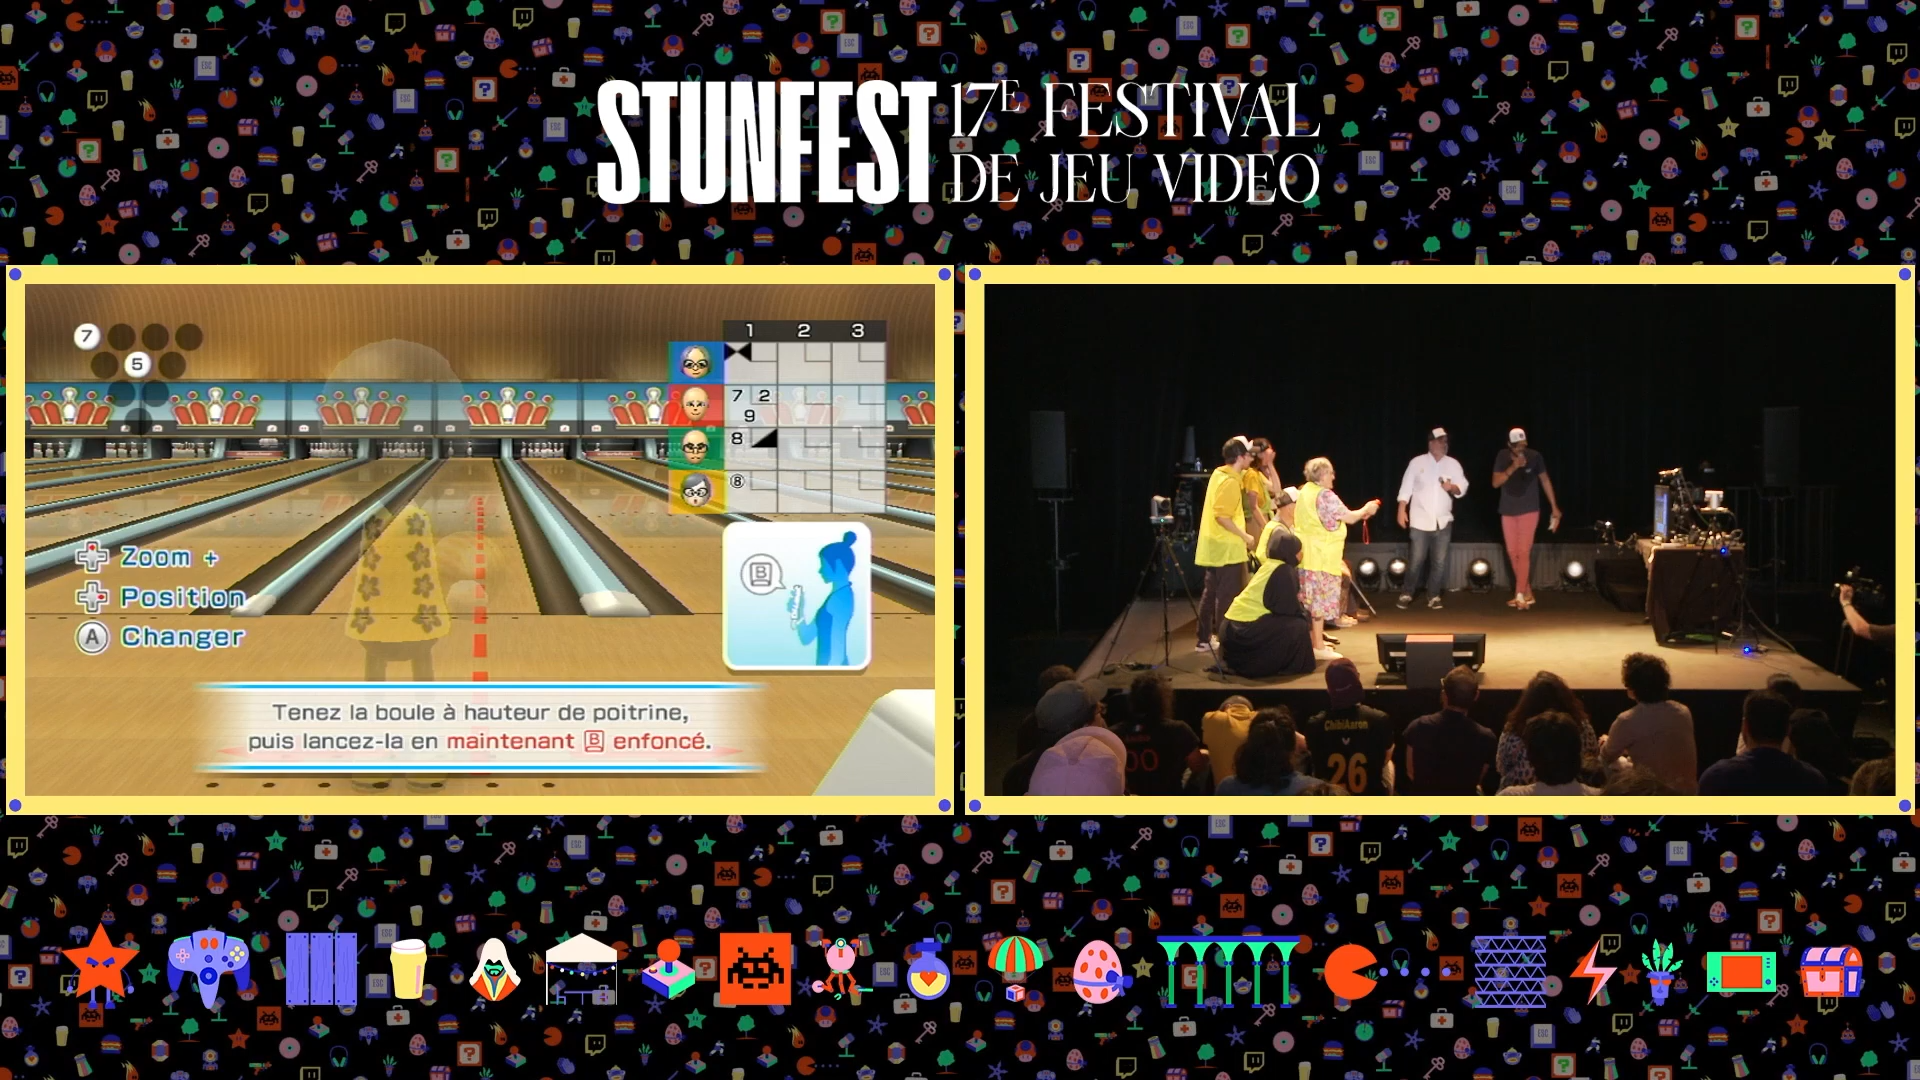 STUNFEST
17E FESTIVAL
DE JEU VIDEO
7
5
1 2 3
7 2
9
8
8
Zoom +
Position
A Changer
B
Tenez la boule à hauteur de poitrine,
puis lancez-la en maintenant B enfoncé.
ChibiAaron
26